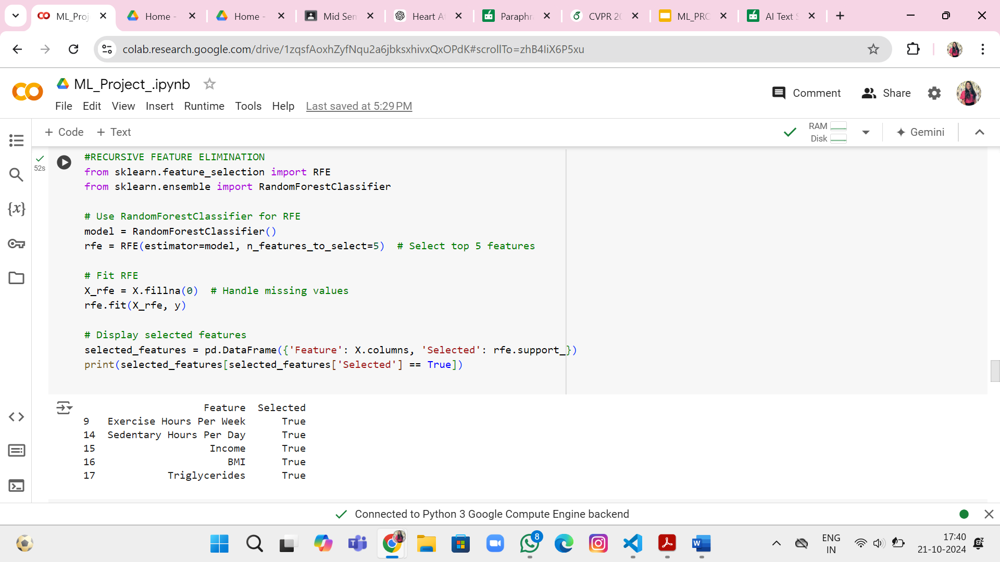 ML_Proj
Home -
Home -
Mid Sen
Heart A
Paraphr
CVPR 20
ML_PRO
AI Text S
colab.research.google.com/drive/1zqsfAoxhZyfNqu2a6jbksxhivxQxOPdK#scrollTo=zhB4IiX6P5xu
ML_Project_.ipynb
Comment
Share
File Edit View Insert Runtime Tools Help Last saved at 5:29 PM
+ Code + Text
RAM
Disk
Gemini
52s
#RECURSIVE FEATURE ELIMINATION
from sklearn.feature_selection import RFE
from sklearn.ensemble import RandomForestClassifier
# Use RandomForestClassifier for RFE
model = RandomForestClassifier()
rfe = RFE(estimator=model, n_features_to_select=5)  # Select top 5 features
# Fit RFE
X_rfe = X.fillna(0)  # Handle missing values
rfe.fit(X_rfe, y)
# Display selected features
selected_features = pd.DataFrame({'Feature': X.columns, 'Selected': rfe.support_})
print(selected_features[selected_features['Selected'] == True])
Feature  Selected
9   Exercise Hours Per Week      True
14  Sedentary Hours Per Day      True
15                   Income      True
16                      BMI      True
17            Triglycerides      True
Connected to Python 3 Google Compute Engine backend
8
ENG
IN
17:40
21-10-2024